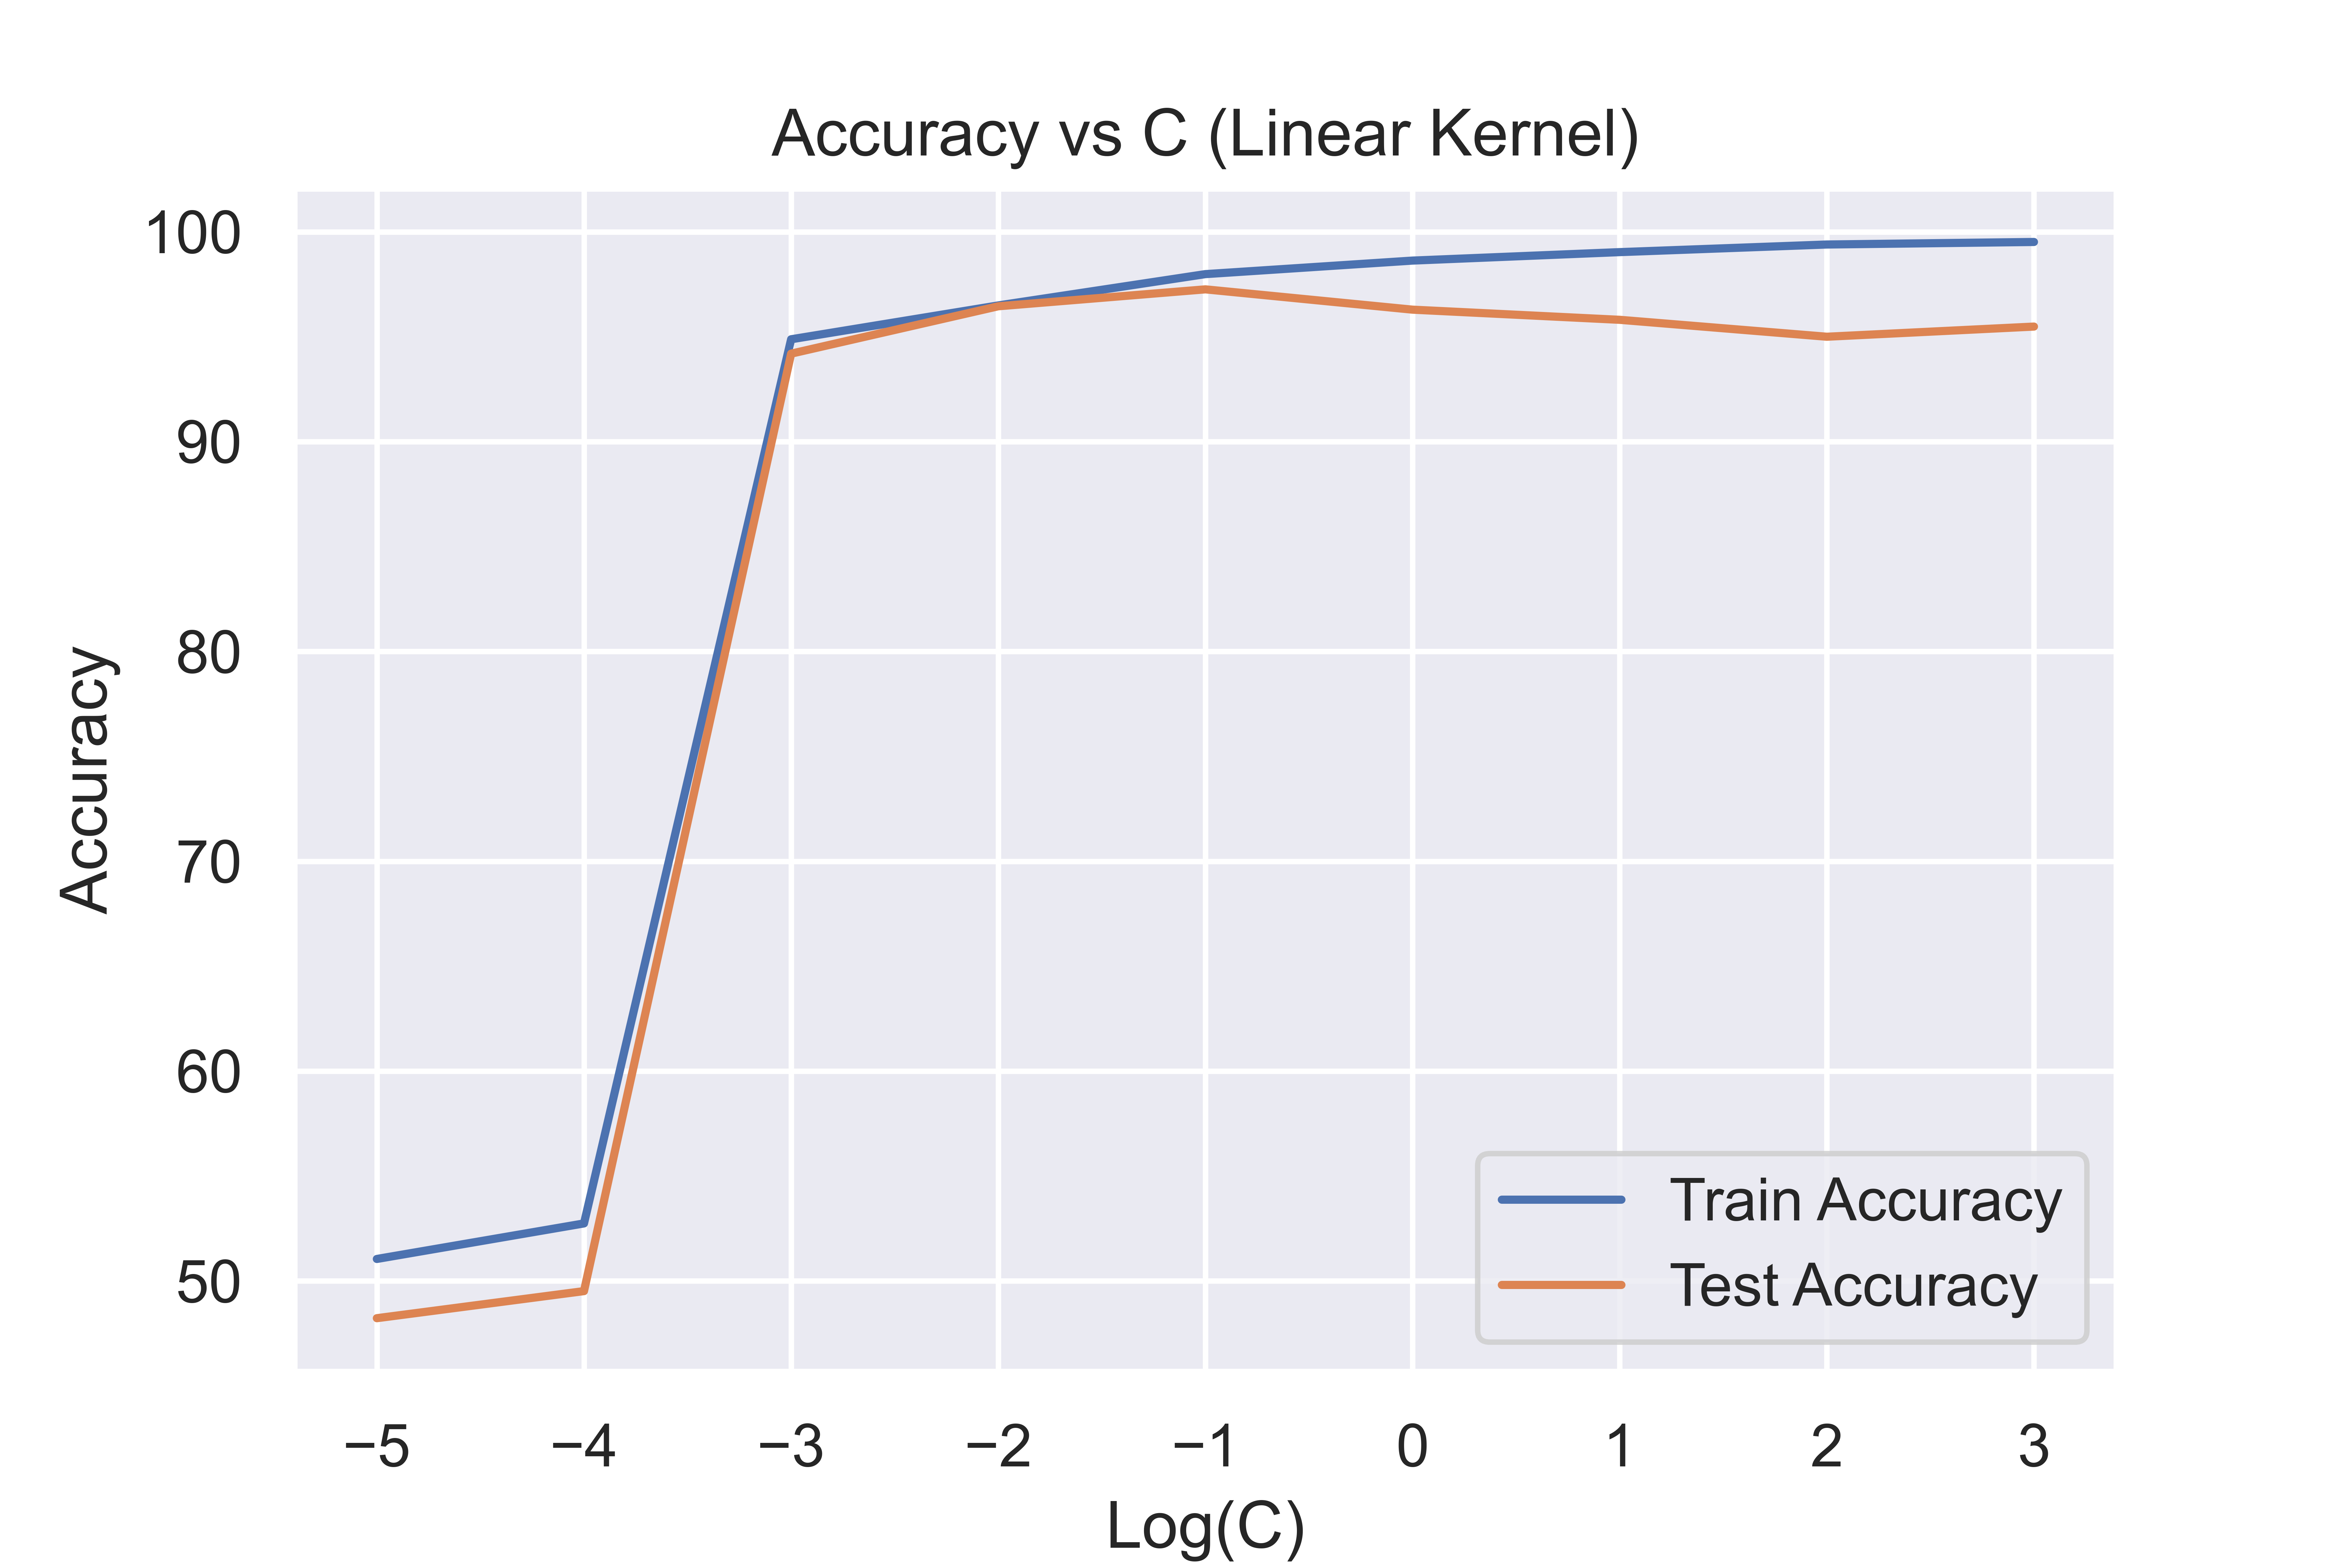 Accuracy vs C (Linear Kernel)
100
90
80
70
60
50
Accuracy
Train Accuracy
Test Accuracy
−5 −4 −3 −2 −1 0 1 2 3
Log(C)